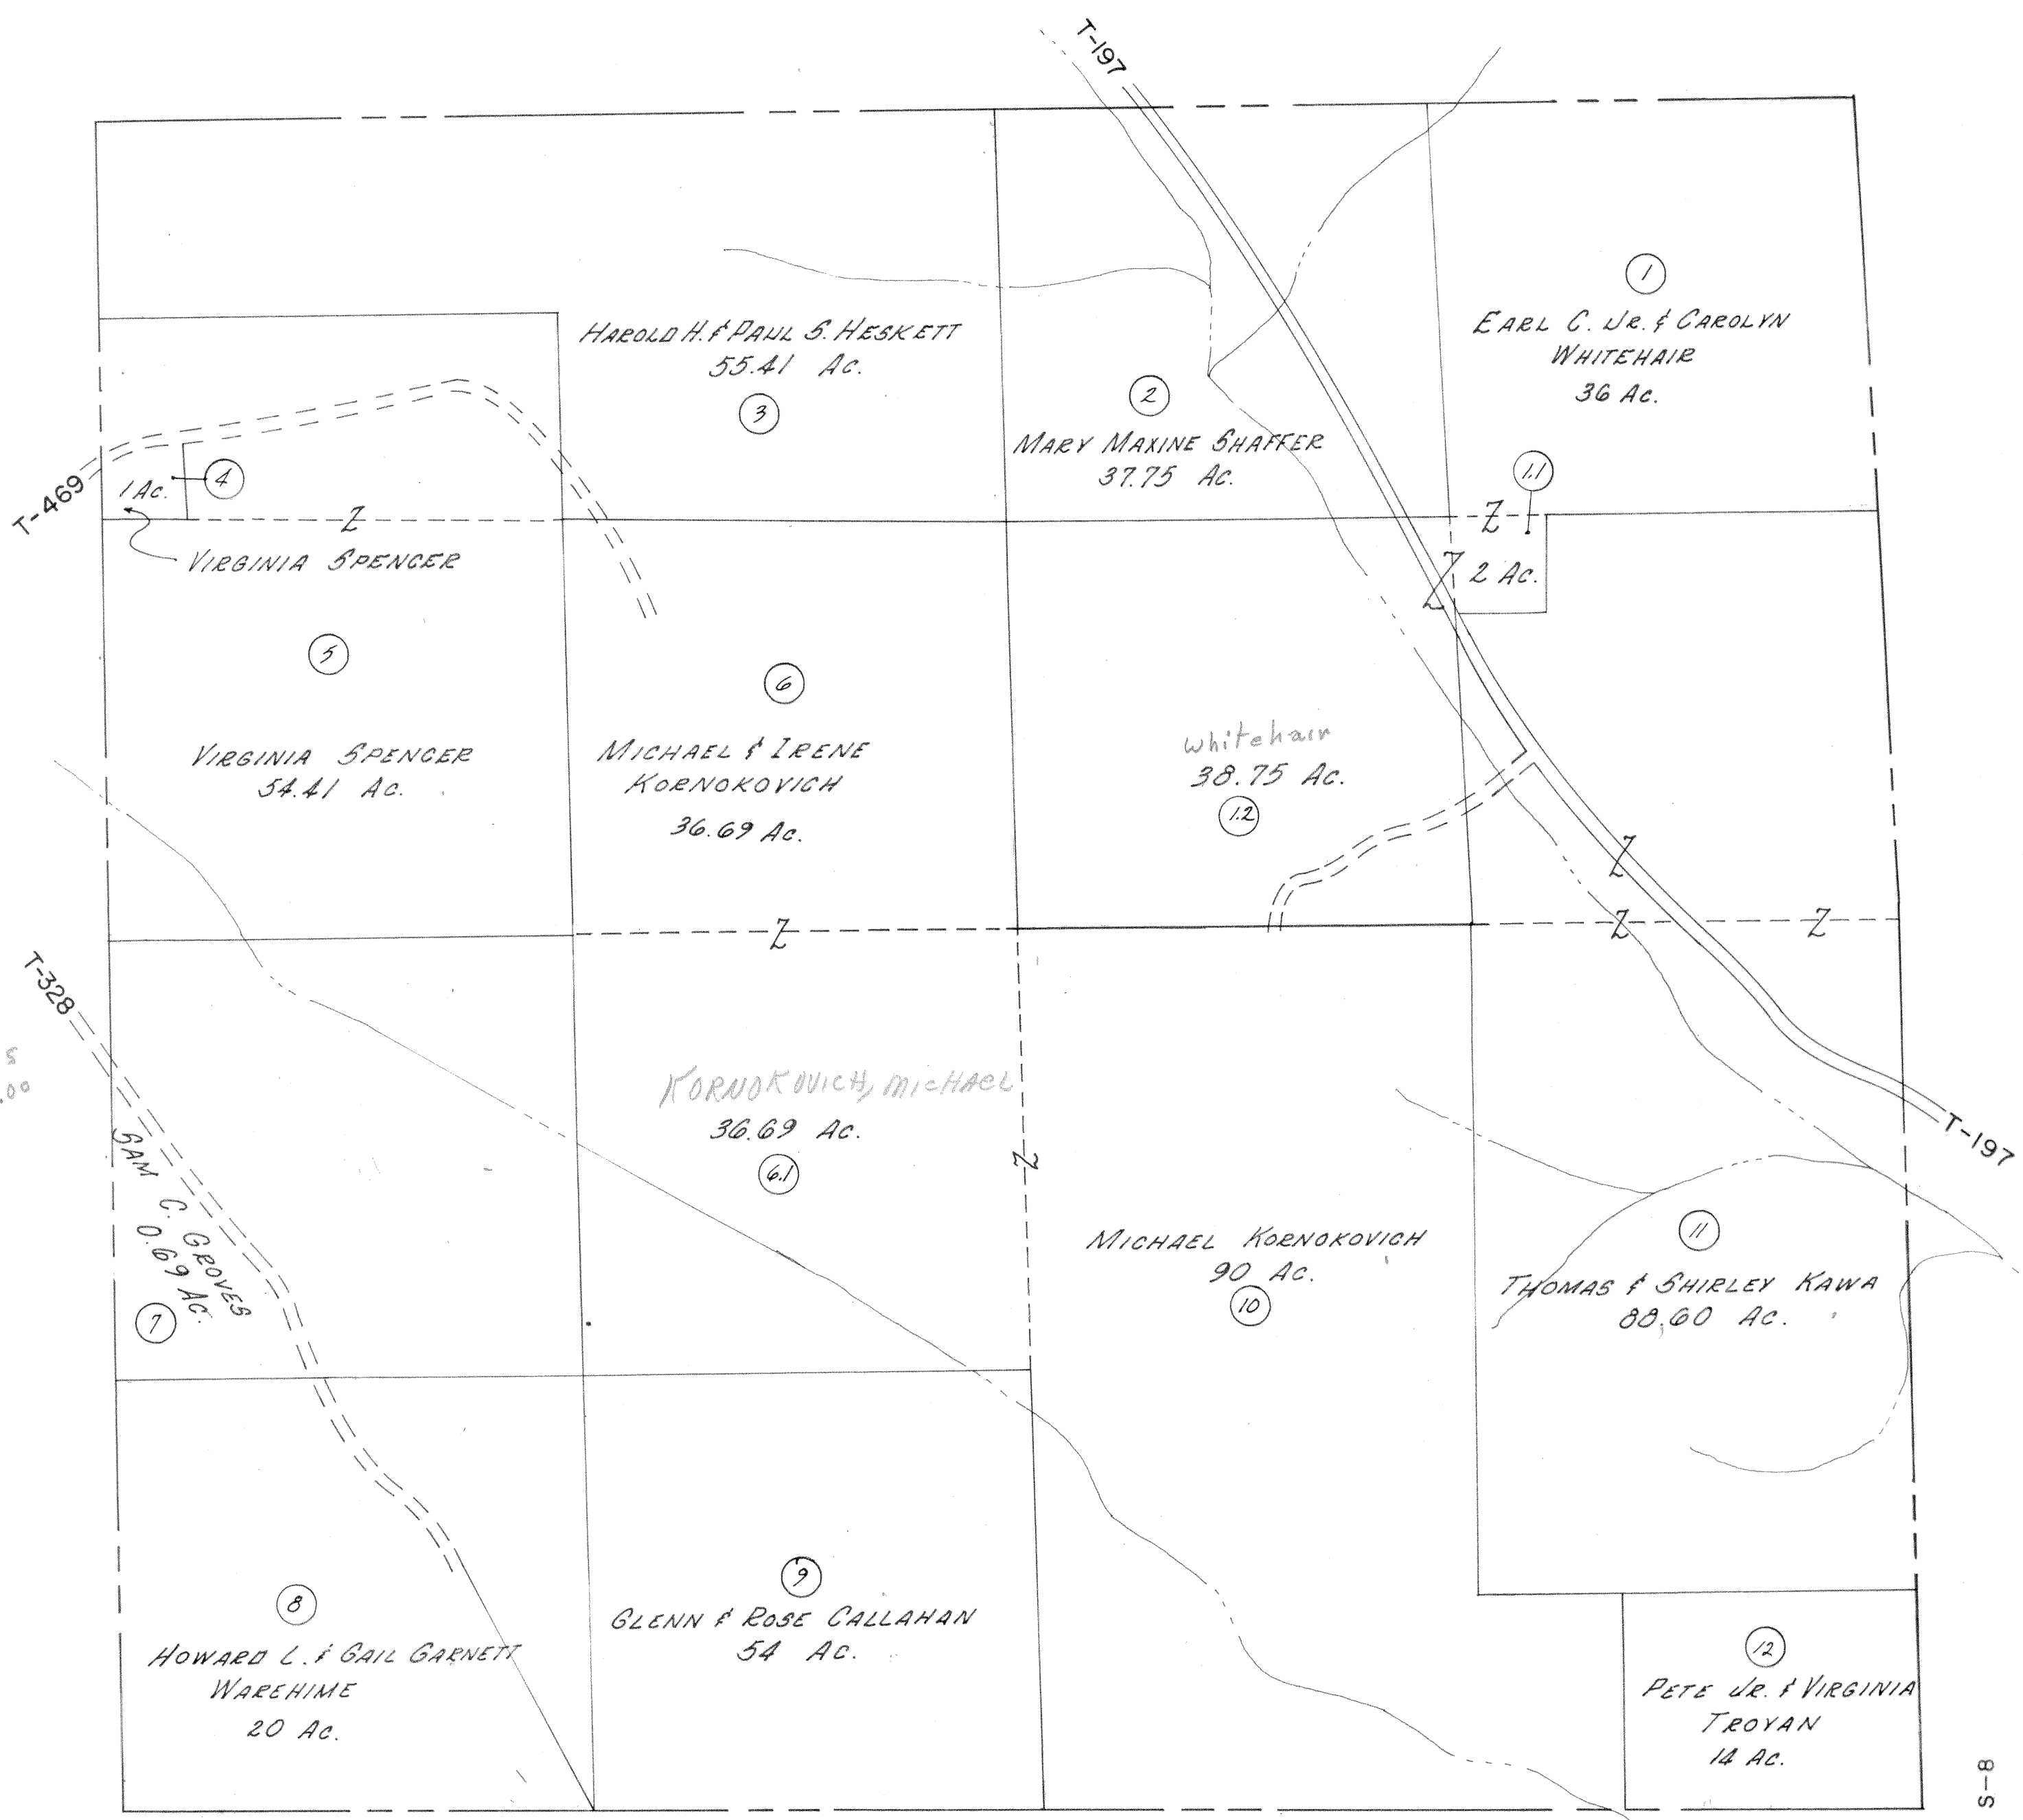 T-197
1
EARL C. JR. & CAROLYN
WHITEHAIR
36 AC.
HAROLD H. & PAUL S. HESKETT
55.41 AC.
3
2
MARY MAXINE SHAFFER
37.75 AC.
1.1
Z
Z 2 AC.
T-469
1 AC.
4
Z
VIRGINIA SPENCER
5
VIRGINIA SPENCER
54.41 AC.
6
MICHAEL & IRENE
KORNOKOVICH
36.69 AC.
Whitehair
38.75 AC.
1.2
Z
Z
Z
Z
T-328
S
.00
KORNOKOVICH, MICHAEL
36.69 AC.
6.1
Z
T-197
SAM C. GROVES
0.69 AC.
7
MICHAEL KORNOKOVICH
90 AC.
10
11
THOMAS & SHIRLEY KAWA
88.60 AC.
8
HOWARD L. & GAIL GARNETT
WAREHIME
20 AC.
9
GLENN & ROSE CALLAHAN
54 AC.
12
PETE JR. & VIRGINIA
TROYAN
14 AC.
S-8